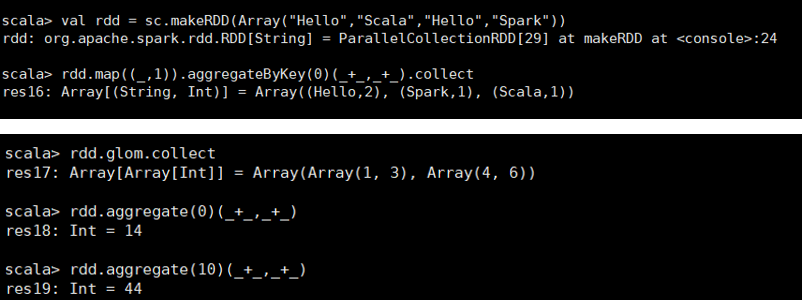 scala> val rdd = sc.makeRDD(Array("Hello","Scala","Hello","Spark"))
rdd: org.apache.spark.rdd.RDD[String] = ParallelCollectionRDD[29] at makeRDD at <console>:24
scala> rdd.map((_,1)).aggregateByKey(0)(_+_,_+_).collect
res16: Array[(String, Int)] = Array((Hello,2), (Spark,1), (Scala,1))
scala> rdd.glom.collect
res17: Array[Array[Int]] = Array(Array(1, 3), Array(4, 6))
scala> rdd.aggregate(0)(_+_,_+_)
res18: Int = 14
scala> rdd.aggregate(10)(_+_,_+_)
res19: Int = 44